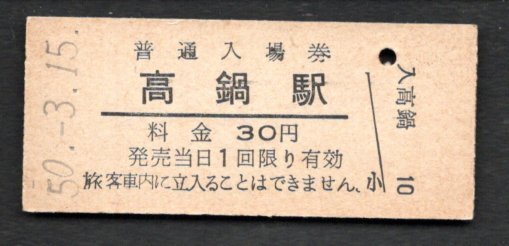 普通入場券
高鍋駅
料金 30円
発売当日1回限り有効
旅客車内に立入ることはできません、
小
入高鍋
10
50.-3.15.